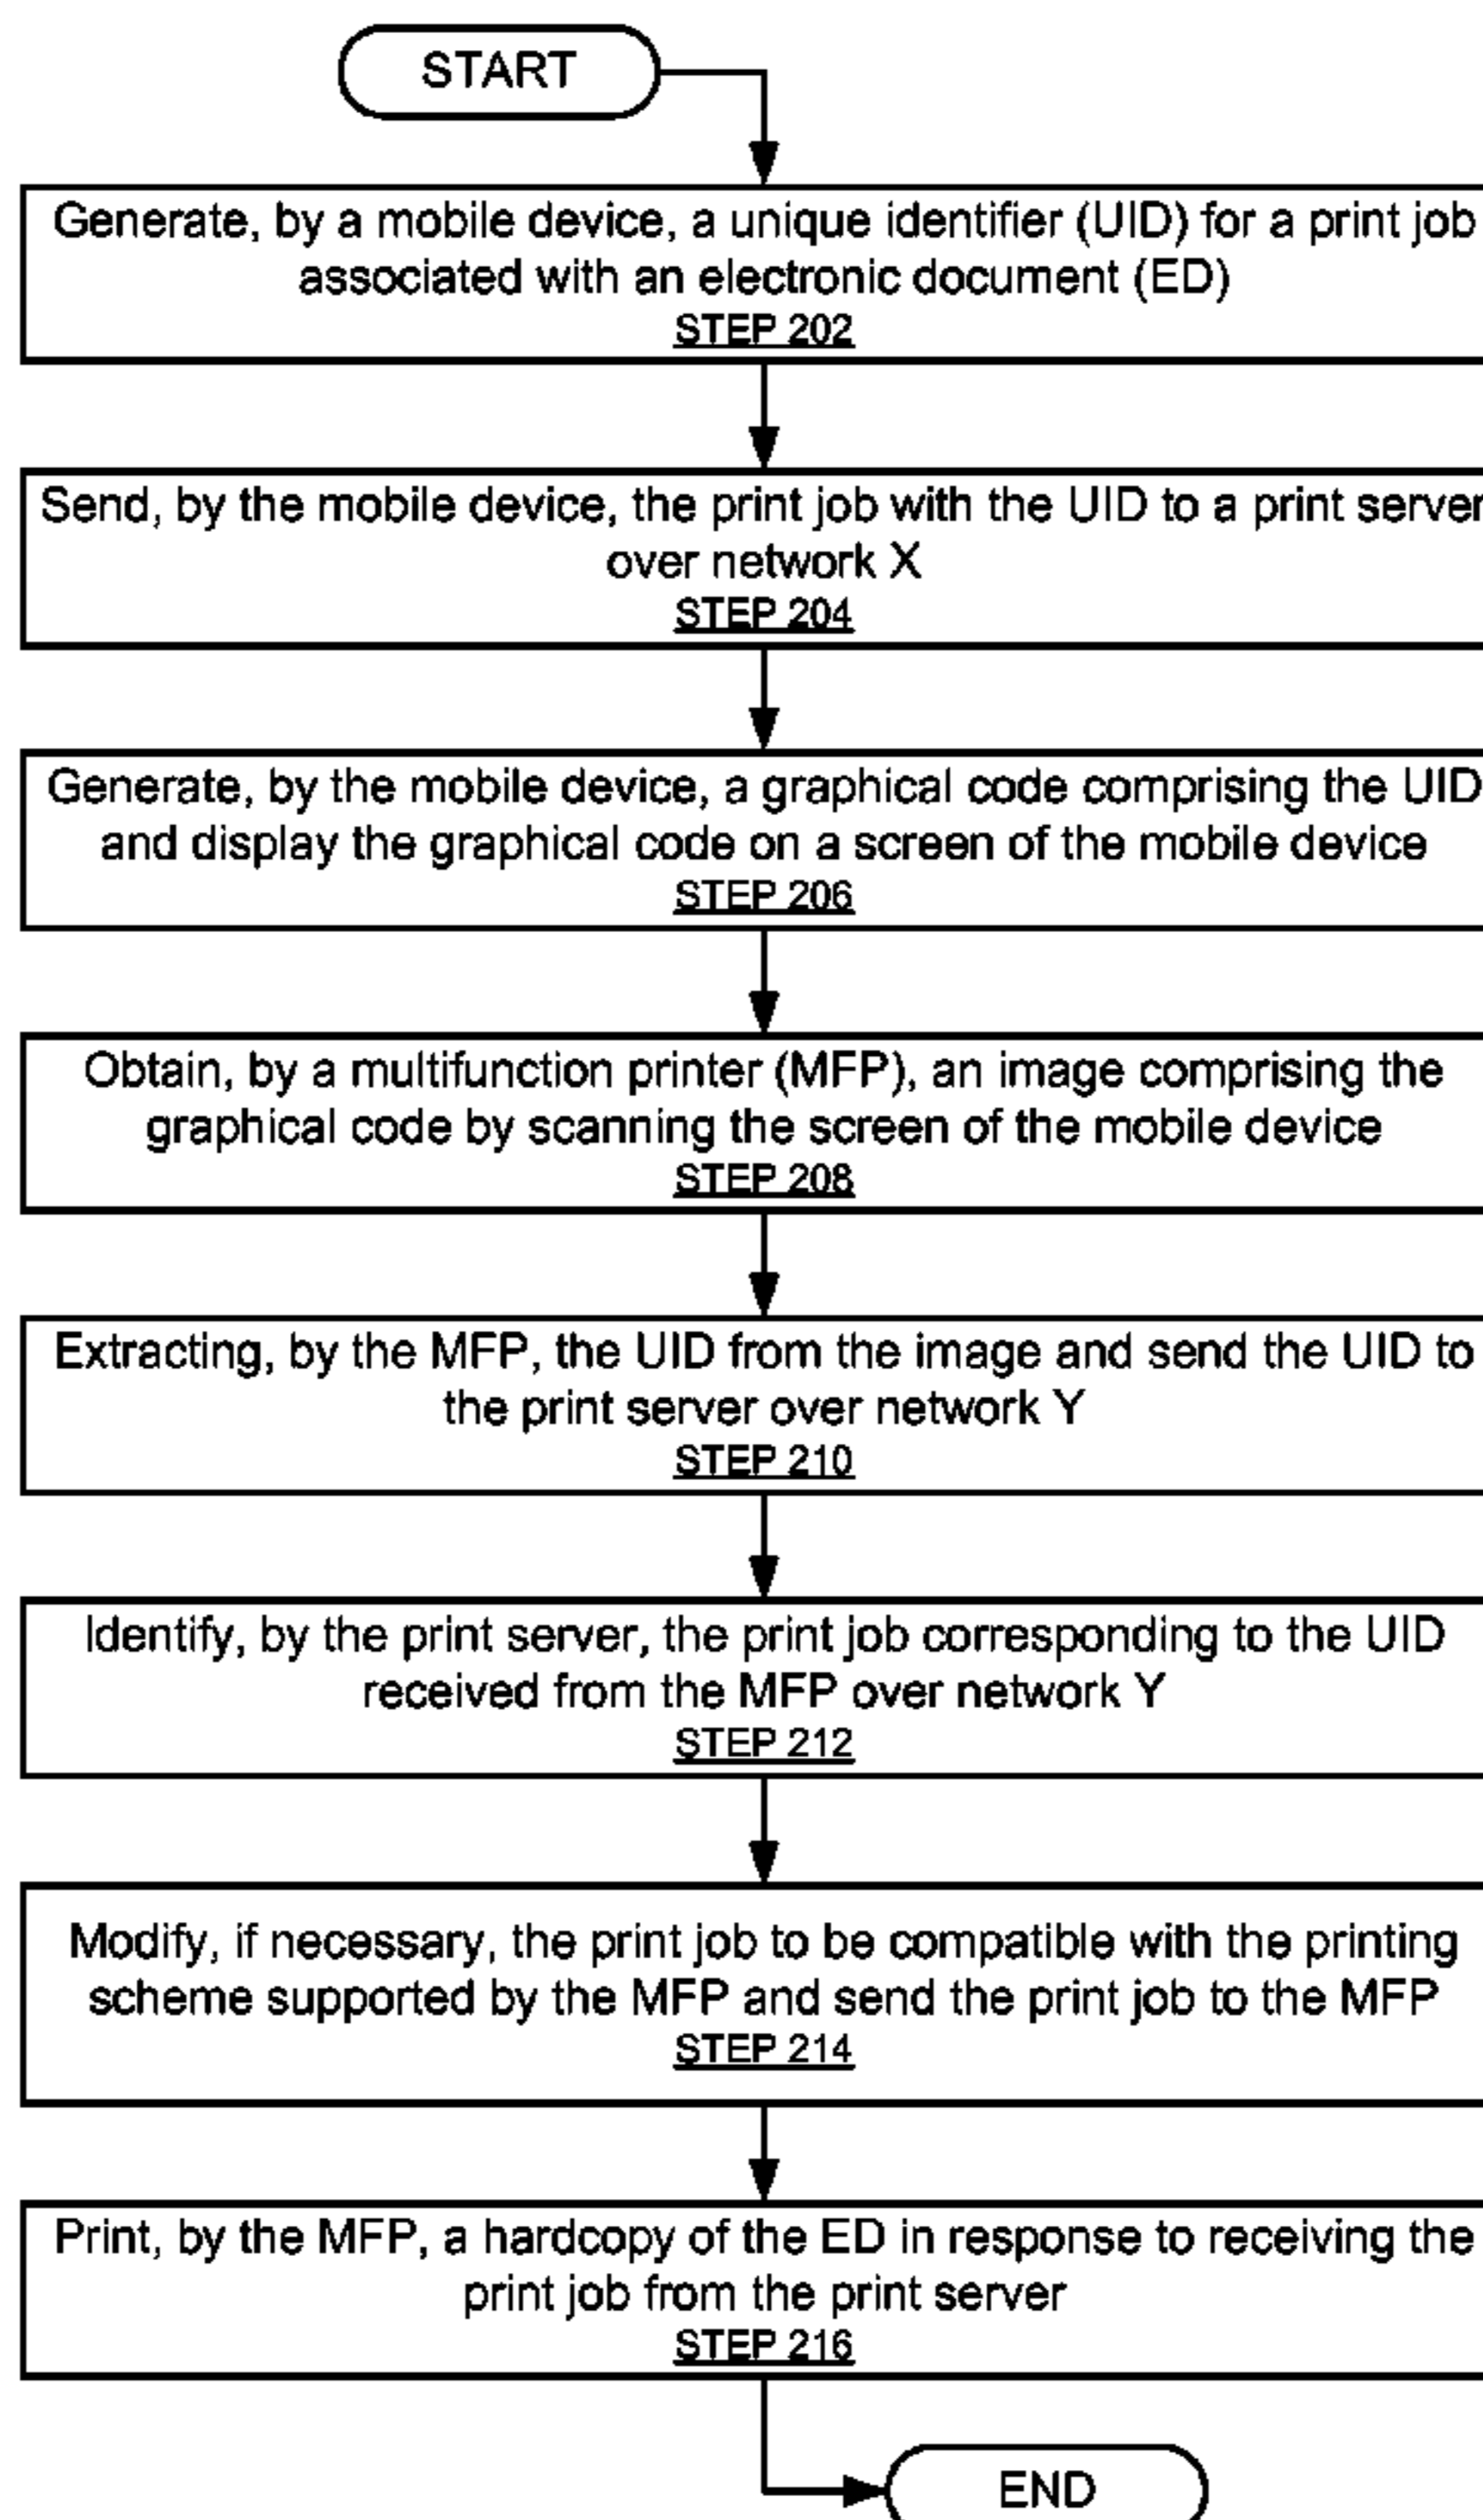 START
Generate, by a mobile device, a unique identifier (UID) for a print job
associated with an electronic document (ED)
STEP 202
Send, by the mobile device, the print job with the UID to a print server
over network X
STEP 204
Generate, by the mobile device, a graphical code comprising the UID
and display the graphical code on a screen of the mobile device
STEP 206
Obtain, by a multifunction printer (MFP), an image comprising the
graphical code by scanning the screen of the mobile device
STEP 208
Extracting, by the MFP, the UID from the image and send the UID to
the print server over network Y
STEP 210
Identify, by the print server, the print job corresponding to the UID
received from the MFP over network Y
STEP 212
Modify, if necessary, the print job to be compatible with the printing
scheme supported by the MFP and send the print job to the MFP
STEP 214
Print, by the MFP, a hardcopy of the ED in response to receiving the
print job from the print server
STEP 216
END